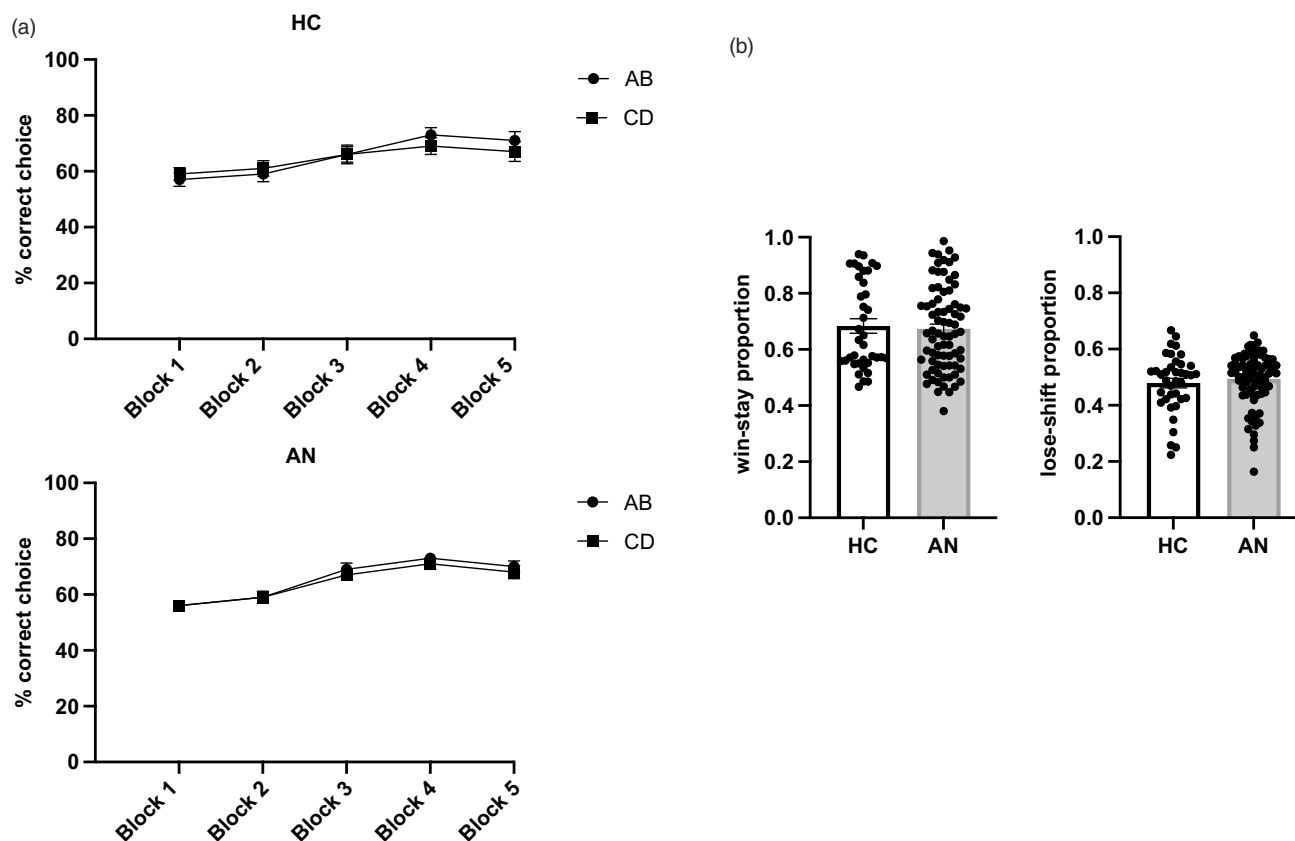 (a)
HC
% correct choice
100
80
60
40
20
0
Block 1
Block 2
Block 3
Block 4
Block 5
AB
CD
AN
% correct choice
100
80
60
40
20
0
Block 1
Block 2
Block 3
Block 4
Block 5
AB
CD
(b)
win-stay proportion
1.0
0.8
0.6
0.4
0.2
0.0
HC
AN
lose-shift proportion
1.0
0.8
0.6
0.4
0.2
0.0
HC
AN